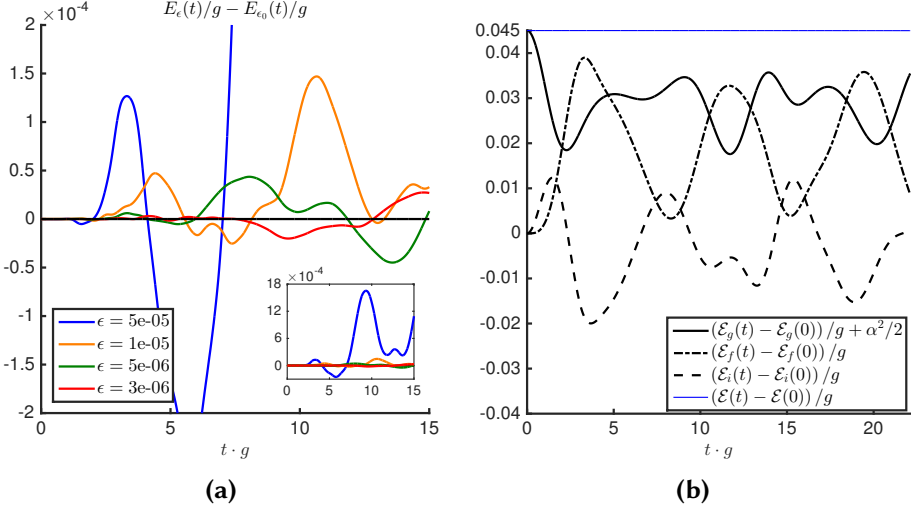 (a)
E_ϵ(t)/g − E_ϵ₀(t)/g
×10⁻⁴
2
1.5
1
0.5
0
-0.5
-1
-1.5
-2
0 5 10 15
t · g
ϵ = 5e-05
ϵ = 1e-05
ϵ = 5e-06
ϵ = 3e-06
×10⁻⁴
18
12
6
0
0 5 10 15
(b)
0.045
0.04
0.03
0.02
0.01
0
-0.01
-0.02
-0.03
-0.04
0 5 10 15 20
t · g
(ℰ_g(t) − ℰ_g(0)) /g + α²/2
(ℰ_f(t) − ℰ_f(0)) /g
(ℰ_i(t) − ℰ_i(0)) /g
(ℰ(t) − ℰ(0)) /g